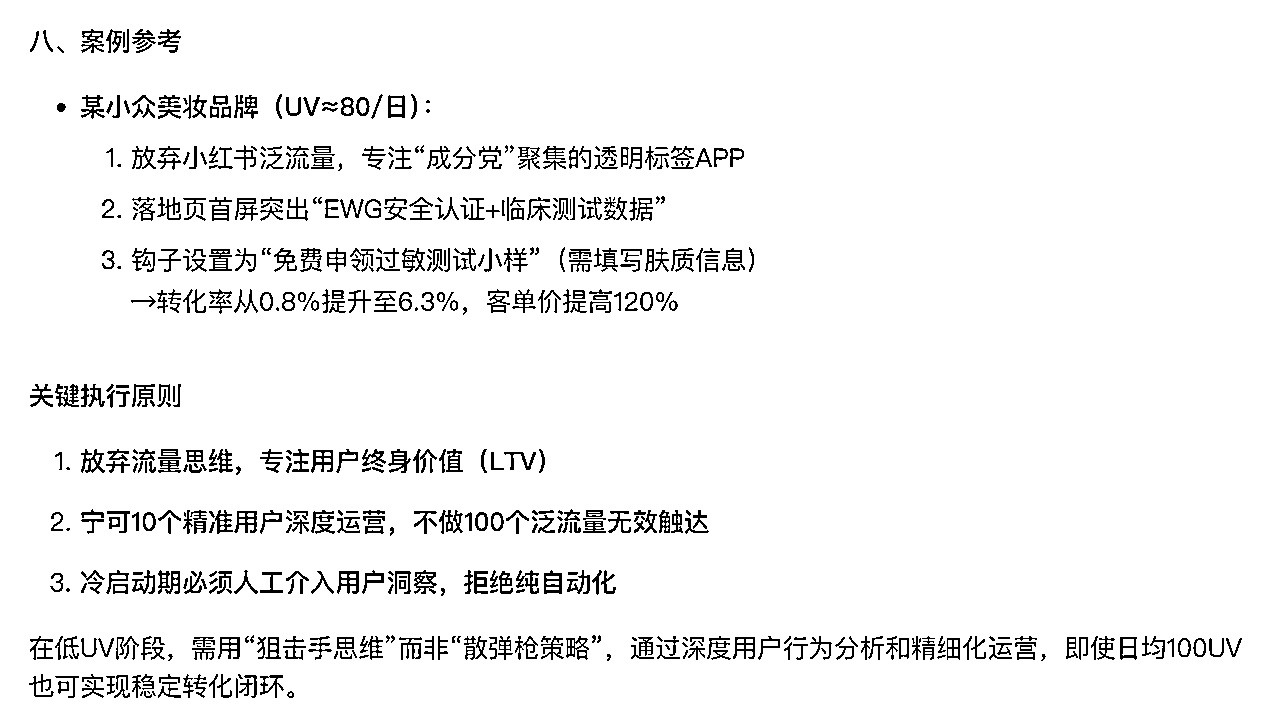 八、案例参考
• 某小众美妆品牌（UV≈80/日）：
1. 放弃小红书泛流量，专注“成分党”聚集的透明标签APP
2. 落地页首屏突出“EWG安全认证+临床测试数据”
3. 钩子设置为“免费申领过敏测试小样”（需填写肤质信息）
→转化率从0.8%提升至6.3%，客单价提高120%
关键执行原则
1. 放弃流量思维，专注用户终身价值（LTV）
2. 宁可10个精准用户深度运营，不做100个泛流量无效触达
3. 冷启动期必须人工介入用户洞察，拒绝纯自动化
在低UV阶段，需用“狙击手思维”而非“散弹枪策略”，通过深度用户行为分析和精细化运营，即使日均100UV
也可实现稳定转化闭环。